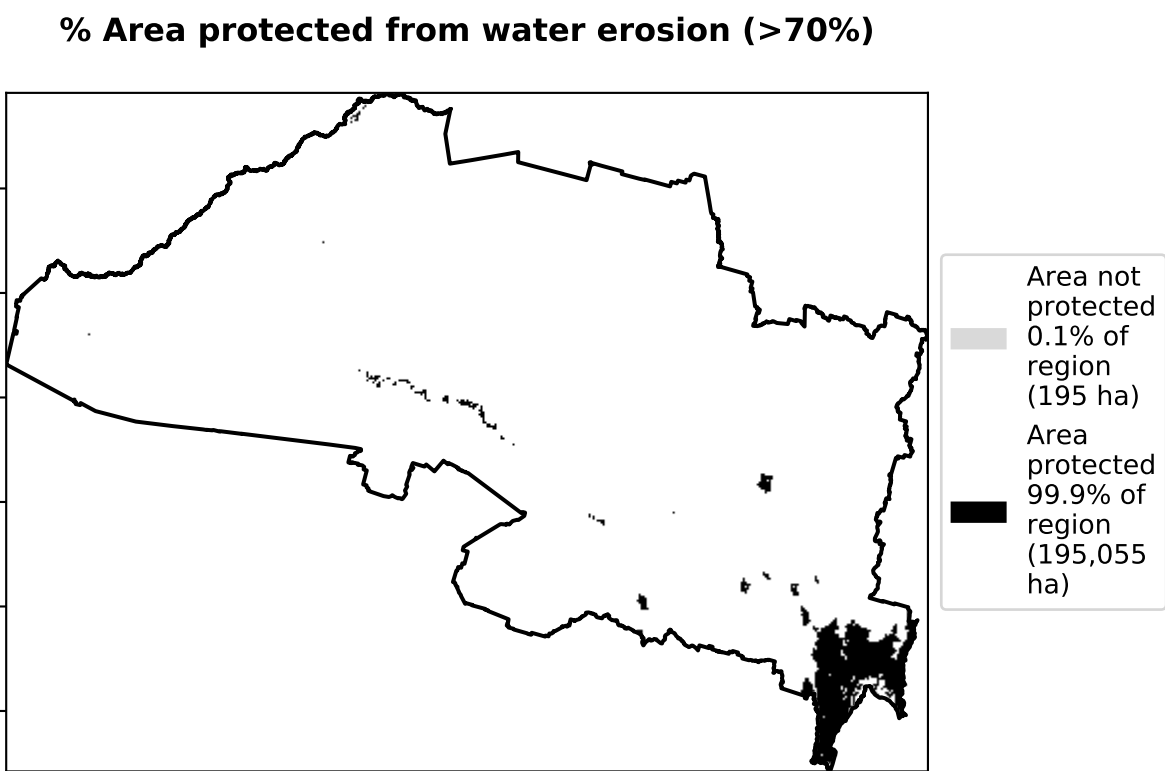 % Area protected from water erosion (>70%)
Area not
protected
0.1% of
region
(195 ha)
Area
protected
99.9% of
region
(195,055
ha)